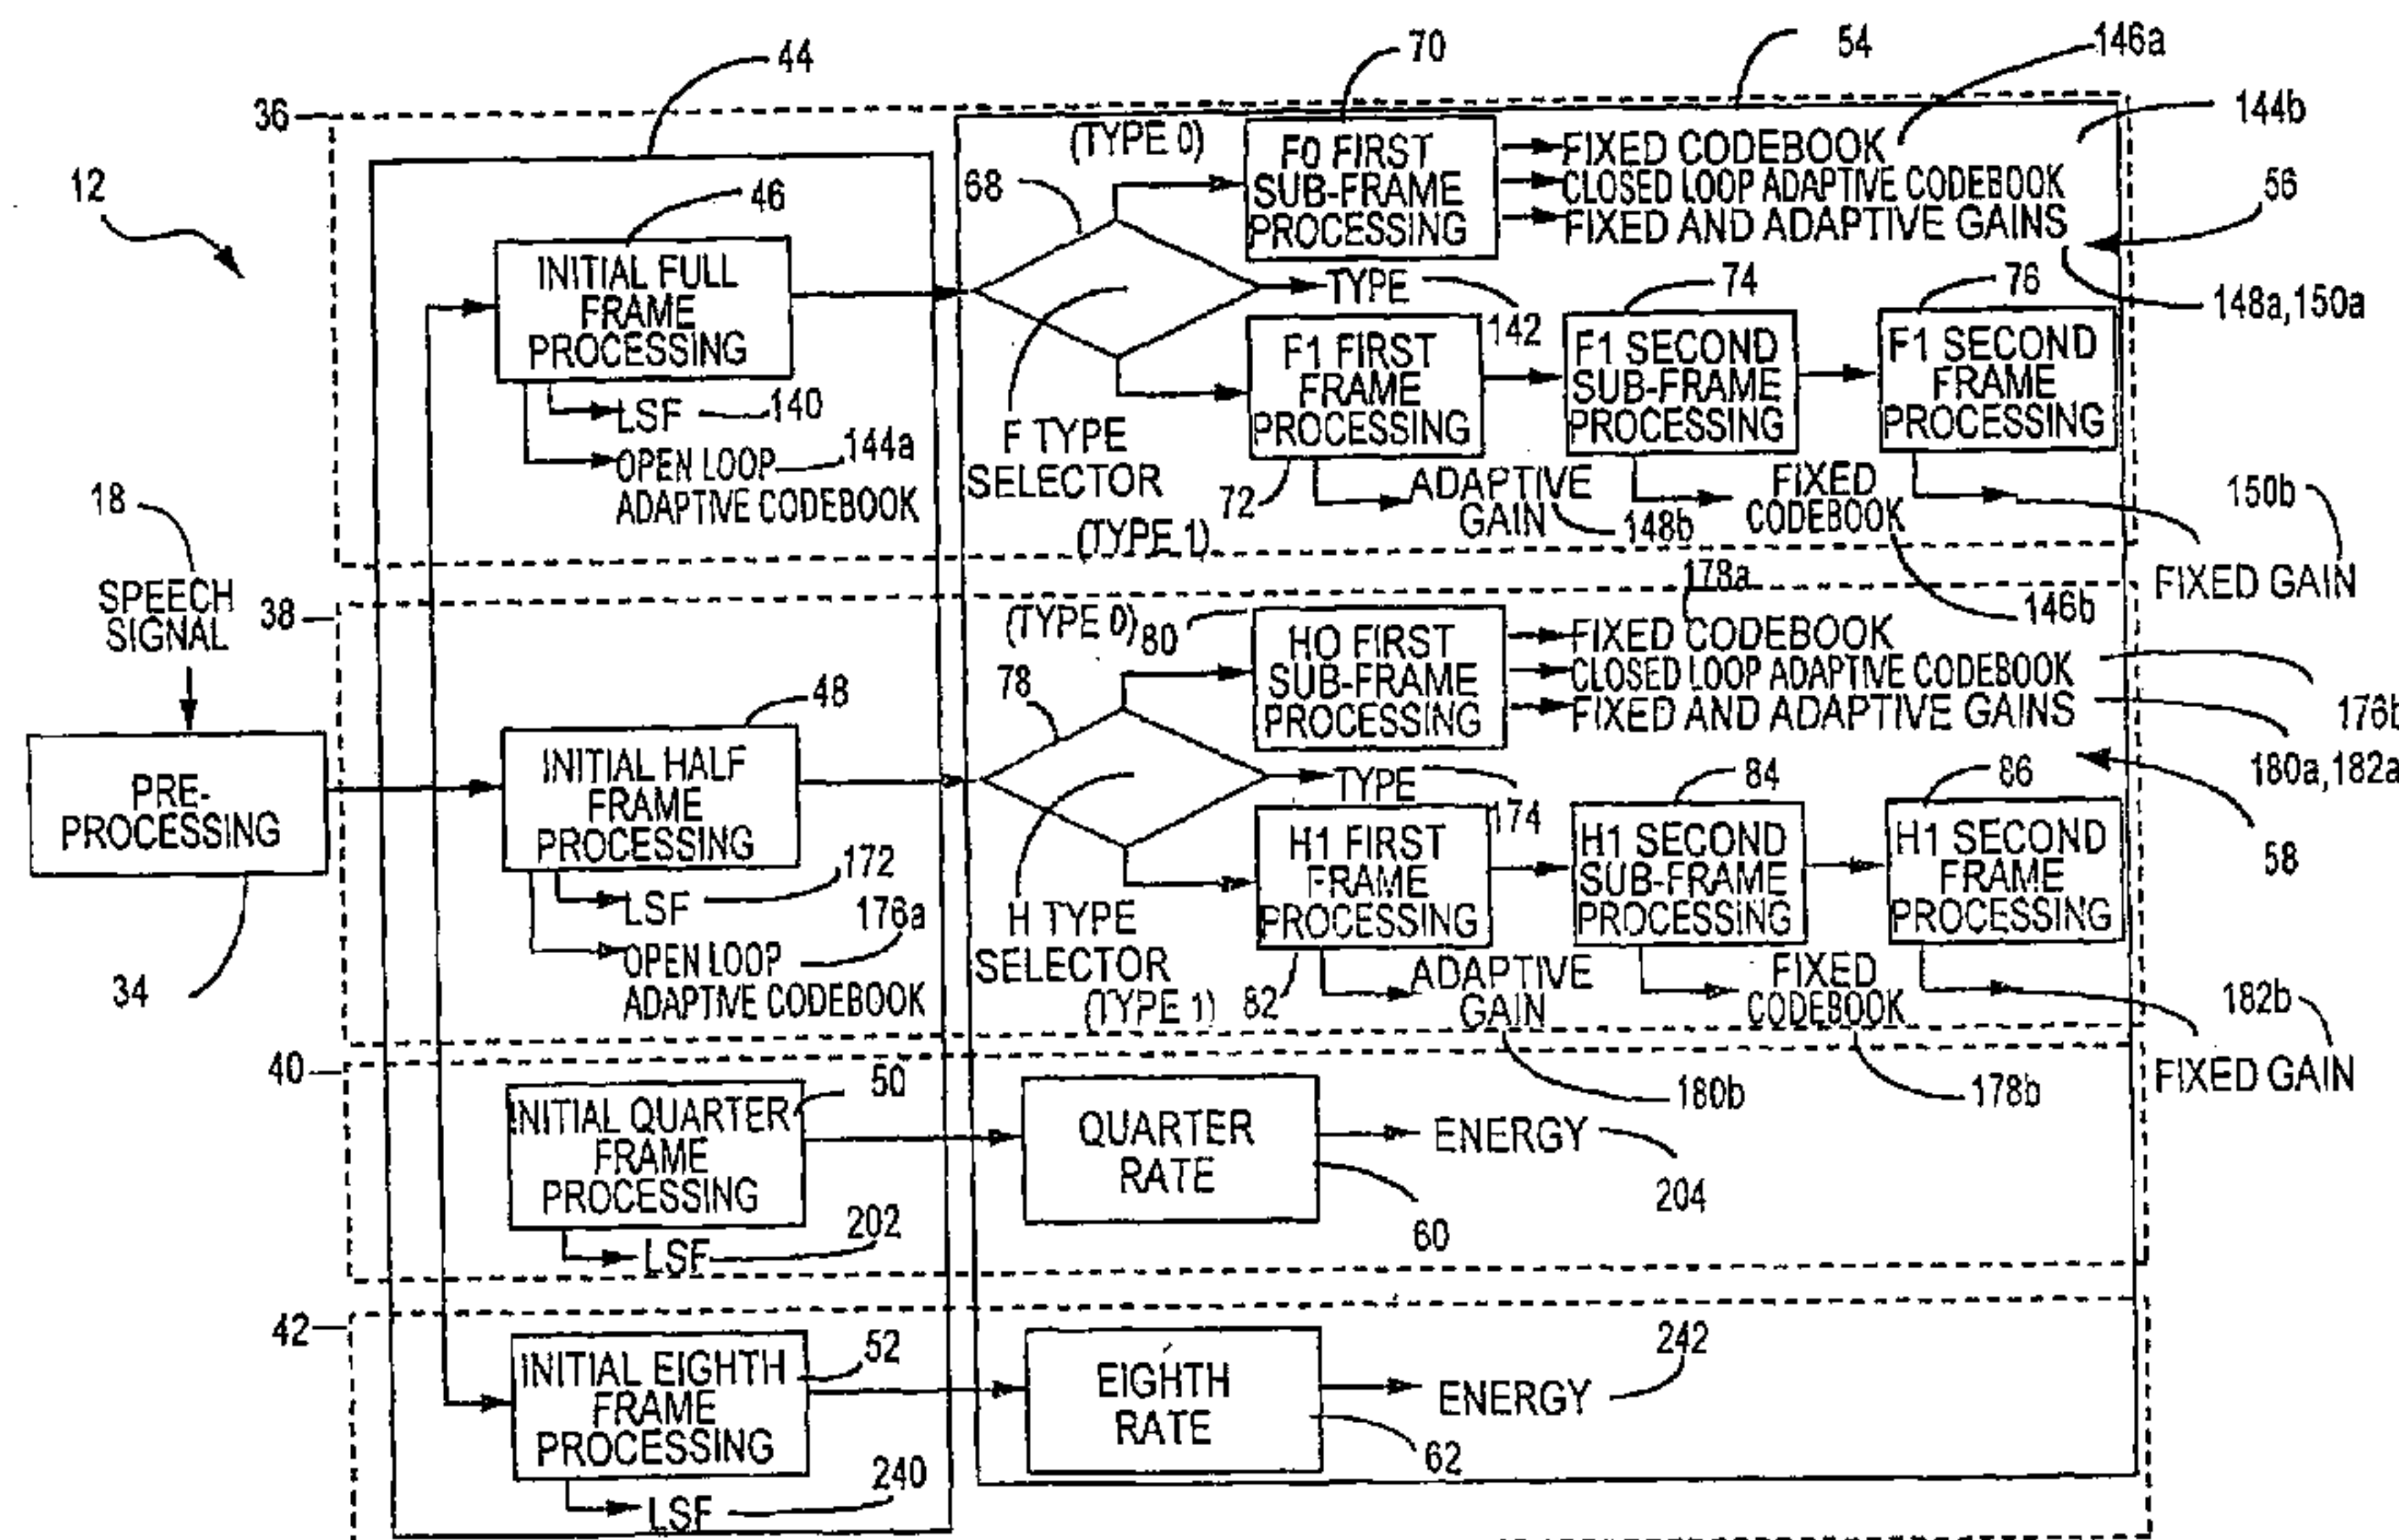 12
44
70
54
146a
36
144b
46
68
(TYPE 0)
F0 FIRST
SUB-FRAME
PROCESSING
FIXED CODEBOOK
CLOSED LOOP ADAPTIVE CODEBOOK
FIXED AND ADAPTIVE GAINS
56
148a,150a
INITIAL FULL
FRAME
PROCESSING
LSF
140
OPEN LOOP
ADAPTIVE CODEBOOK
144a
TYPE
142
F TYPE
SELECTOR
(TYPE 1)
F1 FIRST
FRAME
PROCESSING
72
ADAPTIVE
GAIN
148b
74
F1 SECOND
SUB-FRAME
PROCESSING
FIXED
CODEBOOK
146b
76
F1 SECOND
FRAME
PROCESSING
150b
FIXED GAIN
18
SPEECH
SIGNAL
PRE-
PROCESSING
34
38
48
INITIAL HALF
FRAME
PROCESSING
LSF
172
OPEN LOOP
ADAPTIVE CODEBOOK
176a
78
(TYPE 0)
80
H0 FIRST
SUB-FRAME
PROCESSING
178a
FIXED CODEBOOK
CLOSED LOOP ADAPTIVE CODEBOOK
FIXED AND ADAPTIVE GAINS
176b
180a,182a
58
TYPE
174
H TYPE
SELECTOR
(TYPE 1)
H1 FIRST
FRAME
PROCESSING
82
ADAPTIVE
GAIN
180b
84
H1 SECOND
SUB-FRAME
PROCESSING
FIXED
CODEBOOK
178b
86
H1 SECOND
FRAME
PROCESSING
182b
FIXED GAIN
40
50
INITIAL QUARTER
FRAME
PROCESSING
LSF
202
QUARTER
RATE
60
ENERGY
204
42
52
INITIAL EIGHTH
FRAME
PROCESSING
LSF
240
EIGHTH
RATE
62
ENERGY
242